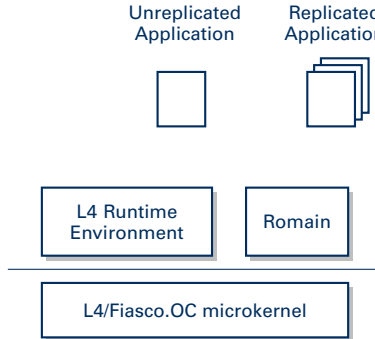 Unreplicated
Application
Replicated
Application
L4 Runtime
Environment
Romain
L4/Fiasco.OC microkernel